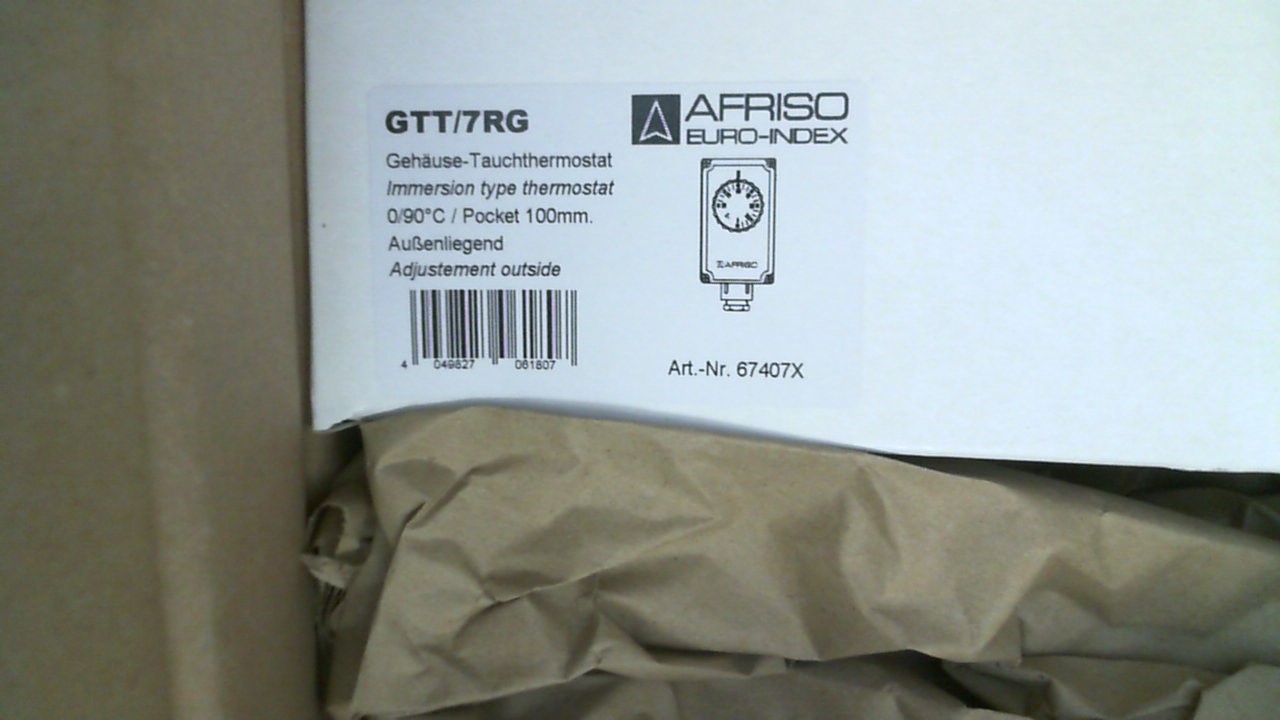 GTT/7RG
Gehäuse-Tauchthermostat
Immersion type thermostat
0/90°C / Pocket 100mm.
Außenliegend
Adjustement outside
4 049827 061807
AFRISO
EURO-INDEX
AFRISO
Art.-Nr. 67407X